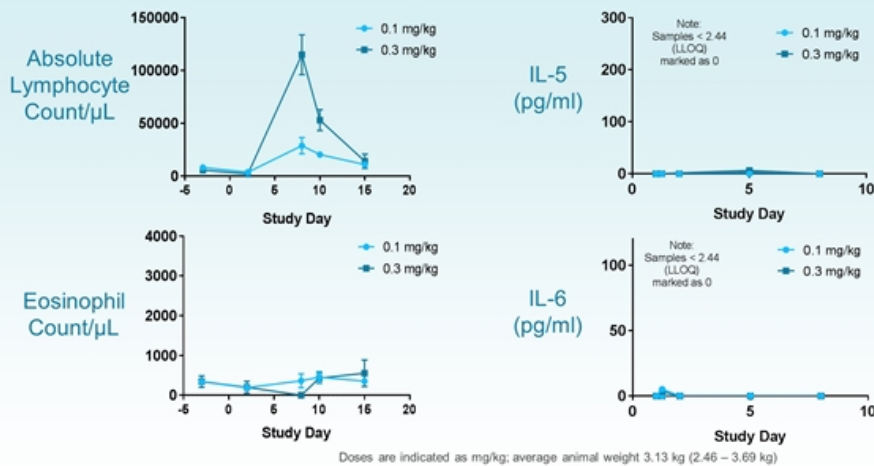 Absolute
Lymphocyte
Count/µL
150000
100000
50000
0
-5
0
5
10
15
20
Study Day
0.1 mg/kg
0.3 mg/kg
IL-5
(pg/ml)
300
200
100
0
0
5
10
Study Day
Note:
Samples < 2.44
(LLOQ)
marked as 0
0.1 mg/kg
0.3 mg/kg
Eosinophil
Count/µL
4000
3000
2000
1000
0
-5
0
5
10
15
20
Study Day
0.1 mg/kg
0.3 mg/kg
IL-6
(pg/ml)
100
50
0
0
5
10
Study Day
Note:
Samples < 2.44
(LLOQ)
marked as 0
0.1 mg/kg
0.3 mg/kg
Doses are indicated as mg/kg; average animal weight 3.13 kg (2.46 – 3.69 kg)